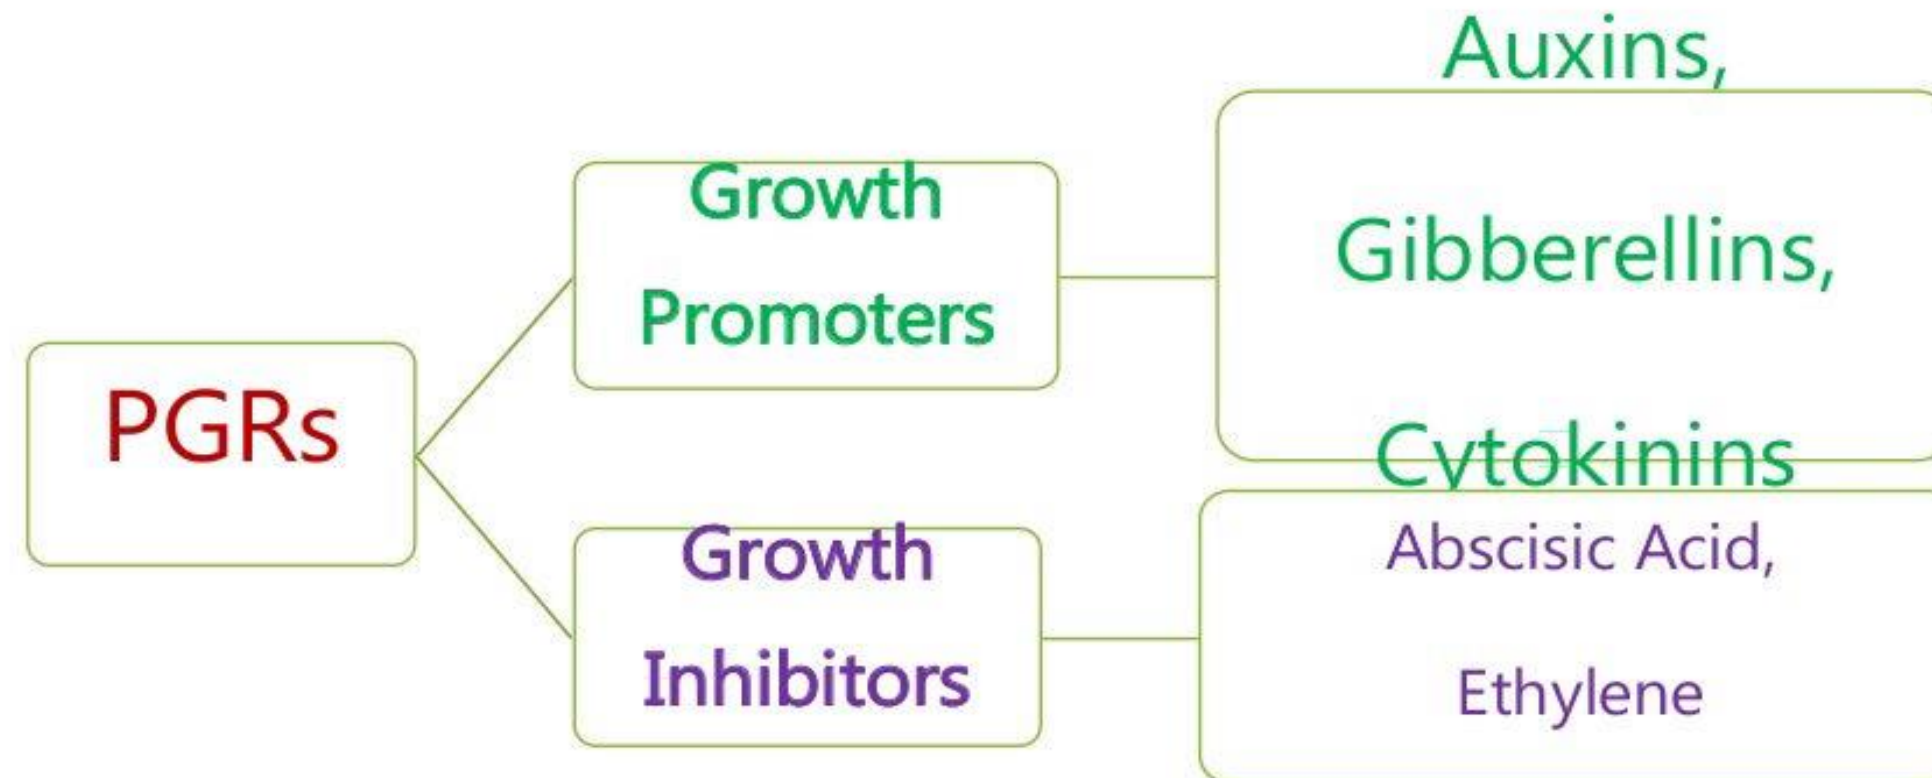 PGRs
Growth
Promoters
Auxins,
Gibberellins,
Cytokinins
Growth
Inhibitors
Abscisic Acid,
Ethylene